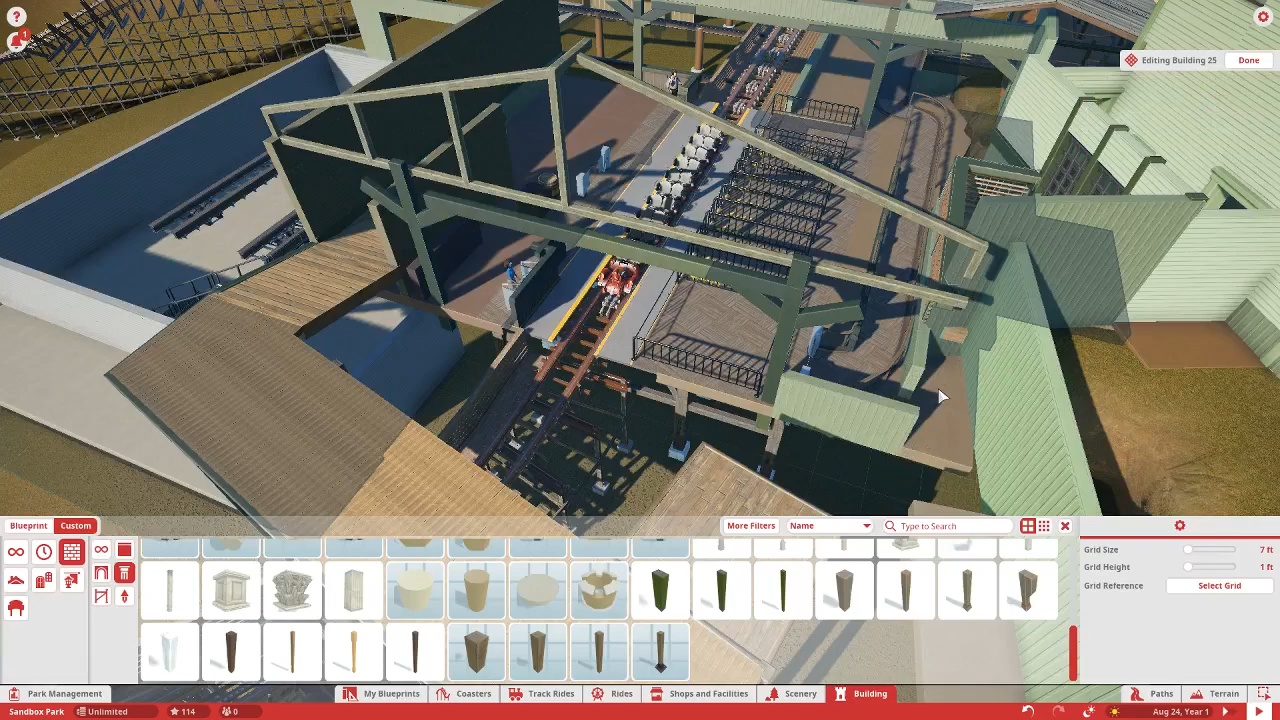 ?
1
Editing Building 25 Done
Blueprint Custom
More Filters Name Type to Search
Grid Size 7 ft
Grid Height 1 ft
Grid Reference Select Grid
Park Management My Blueprints Coasters Track Rides Rides Shops and Facilities Scenery Building Paths Terrain
Sandbox Park Unlimited 114 0 Aug 24, Year 1